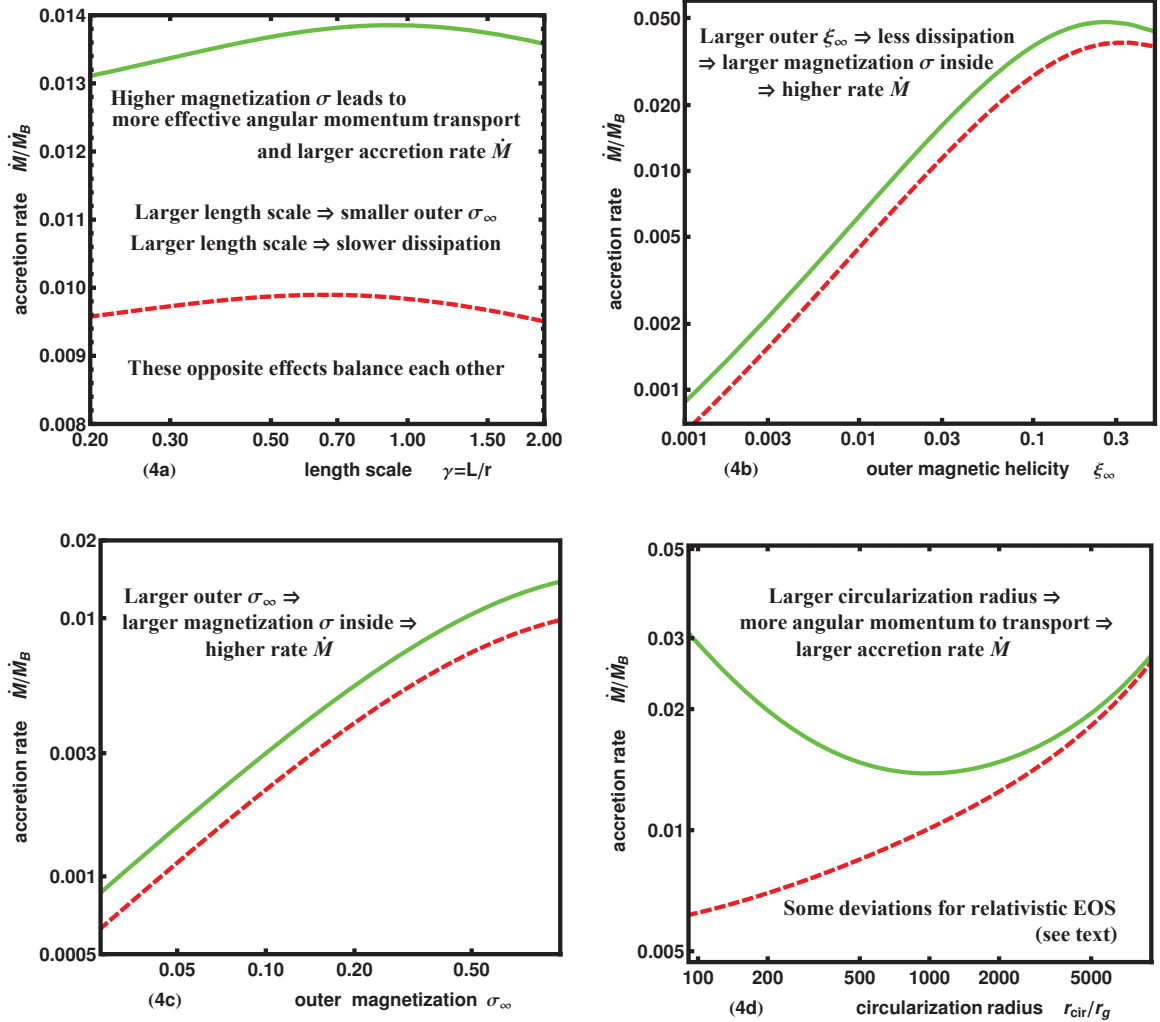 0.014
0.013
0.012
0.011
0.010
0.009
0.008
accretion rate Ṁ/Ṁ_B
Higher magnetization σ leads to
more effective angular momentum transport
and larger accretion rate Ṁ
Larger length scale ⇒ smaller outer σ∞
Larger length scale ⇒ slower dissipation
These opposite effects balance each other
0.20 0.30 0.50 0.70 1.00 1.50 2.00
(4a) length scale γ=L/r
0.050
0.020
0.010
0.005
0.002
0.001
accretion rate Ṁ/Ṁ_B
Larger outer ξ∞ ⇒ less dissipation
⇒ larger magnetization σ inside
⇒ higher rate Ṁ
0.001 0.003 0.01 0.03 0.1 0.3
(4b) outer magnetic helicity ξ∞
0.02
0.01
0.003
0.001
0.0005
accretion rate Ṁ/Ṁ_B
Larger outer σ∞ ⇒
larger magnetization σ inside ⇒
higher rate Ṁ
0.05 0.10 0.20 0.50
(4c) outer magnetization σ∞
0.05
0.03
0.02
0.01
0.005
accretion rate Ṁ/Ṁ_B
Larger circularization radius ⇒
more angular momentum to transport ⇒
larger accretion rate Ṁ
Some deviations for relativistic EOS
(see text)
100 200 500 1000 2000 5000
(4d) circularization radius r_cir/r_g